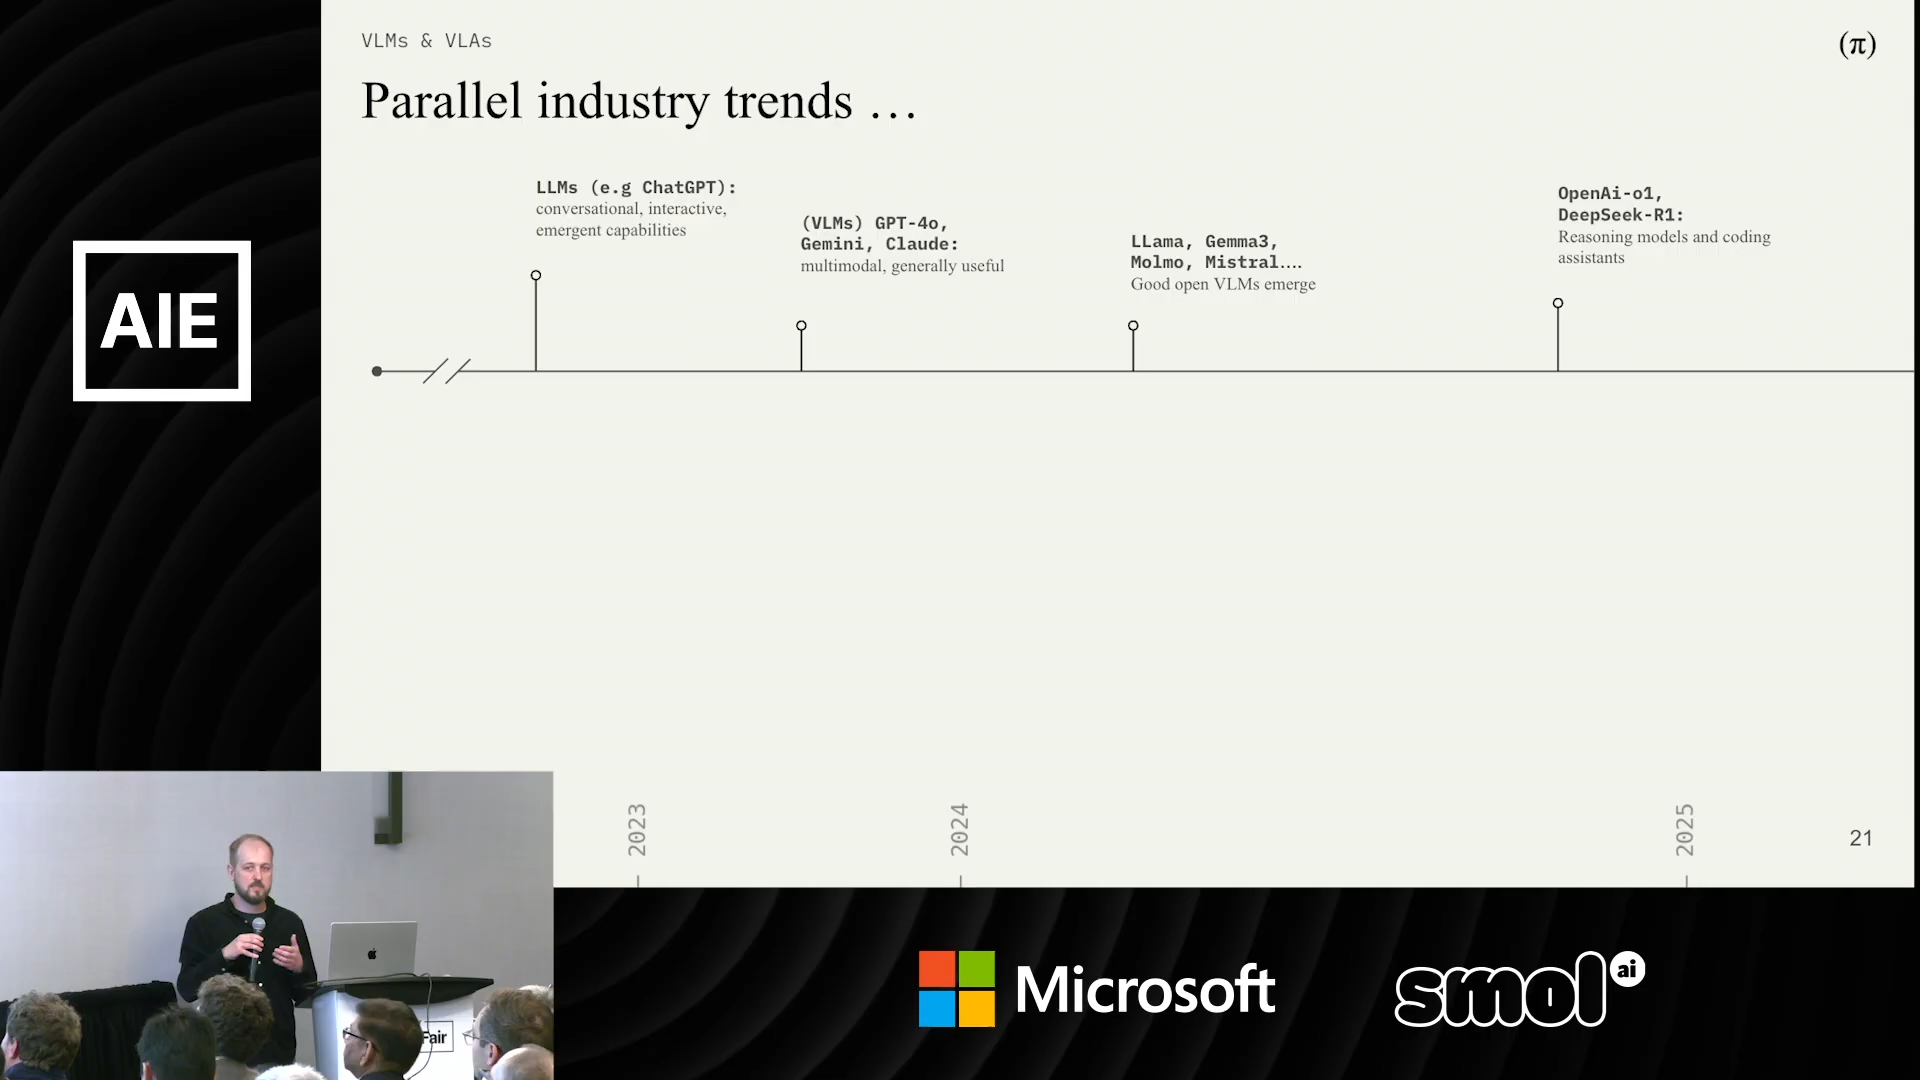 VLMs & VLAs
(π)
Parallel industry trends …
LLMs (e.g ChatGPT):
conversational, interactive,
emergent capabilities
(VLMs) GPT-4o,
Gemini, Claude:
multimodal, generally useful
LLama, Gemma3,
Molmo, Mistral....
Good open VLMs emerge
OpenAi-o1,
DeepSeek-R1:
Reasoning models and coding
assistants
AIE
2023
2024
2025
21
Fair
Microsoft
smol ai